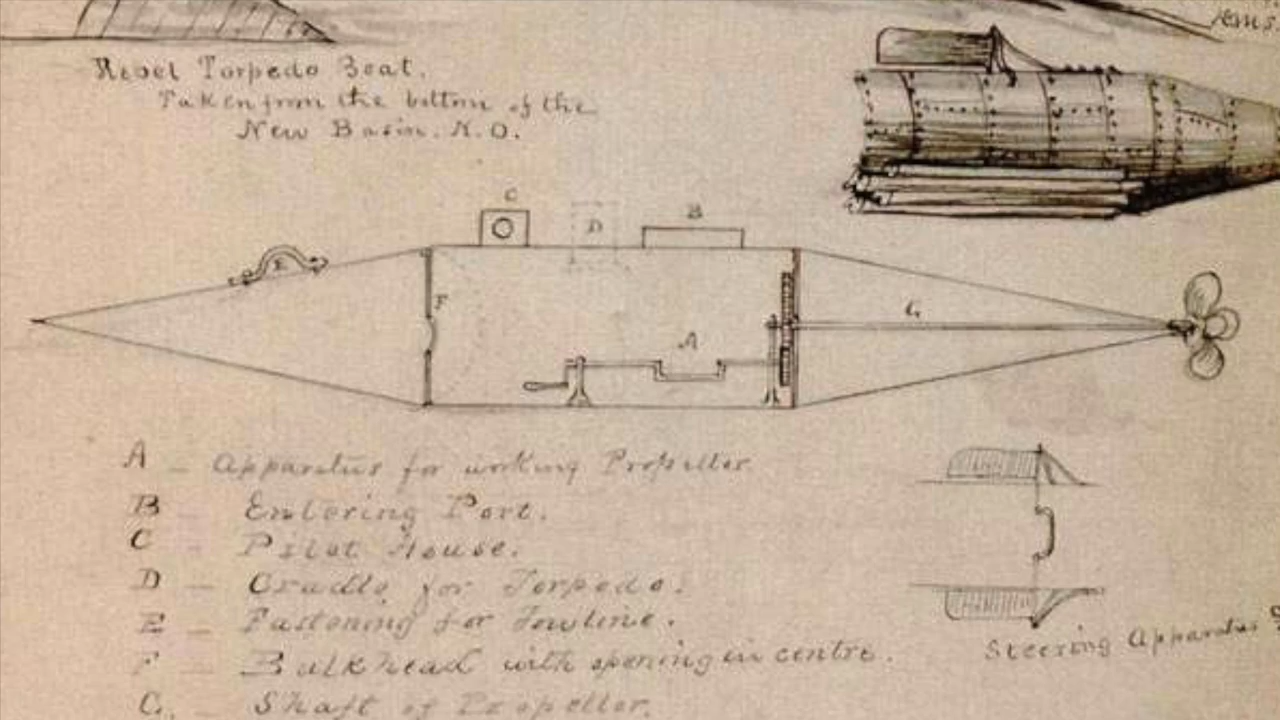 Rebel Torpedo Boat.
Taken from the bottom of the
New Basin. N.O.
C
D
B
E
F
A
G
A – Apparatus for working Propeller
B – Entering Port.
C – Pilot House.
D – Cradle for Torpedo.
E – Fastening for Towline.
F – Bulkhead with opening in centre.
G. – Shaft of Propeller.
Steering Apparatus